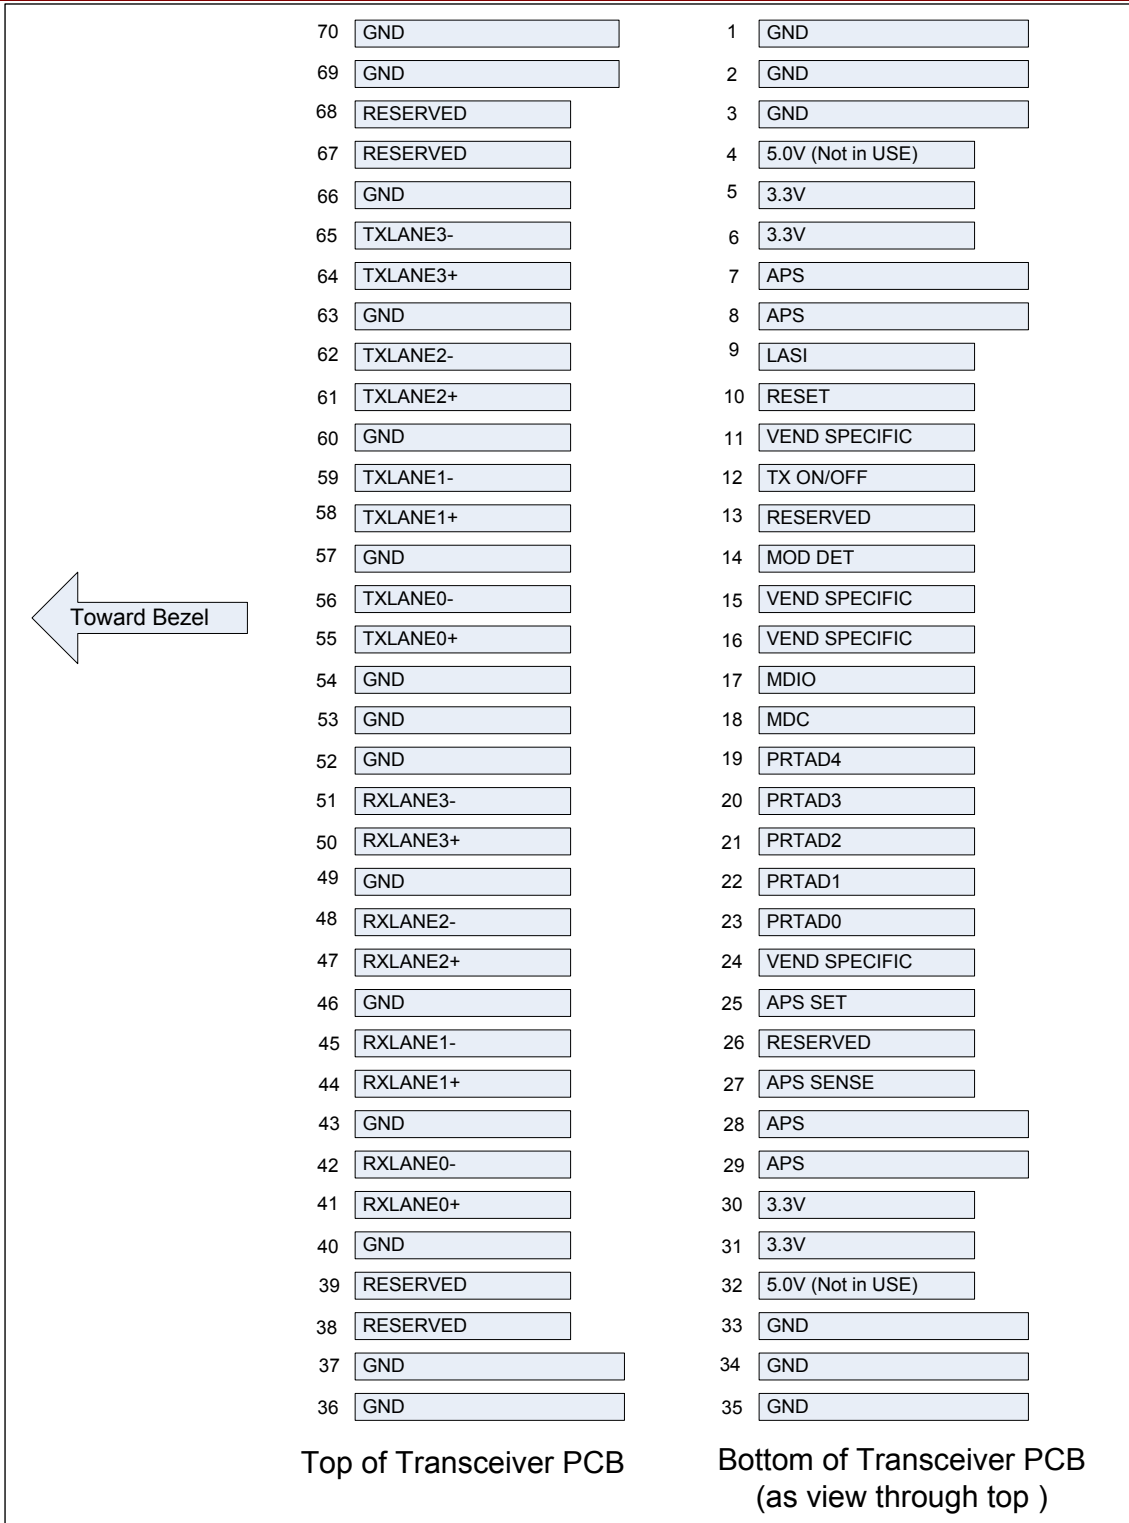 70 GND 1 GND
69 GND 2 GND
68 RESERVED 3 GND
67 RESERVED 4 5.0V (Not in USE)
66 GND 5 3.3V
65 TXLANE3- 6 3.3V
64 TXLANE3+ 7 APS
63 GND 8 APS
62 TXLANE2- 9 LASI
61 TXLANE2+ 10 RESET
60 GND 11 VEND SPECIFIC
59 TXLANE1- 12 TX ON/OFF
58 TXLANE1+ 13 RESERVED
57 GND 14 MOD DET
56 TXLANE0- 15 VEND SPECIFIC
Toward Bezel
55 TXLANE0+ 16 VEND SPECIFIC
54 GND 17 MDIO
53 GND 18 MDC
52 GND 19 PRTAD4
51 RXLANE3- 20 PRTAD3
50 RXLANE3+ 21 PRTAD2
49 GND 22 PRTAD1
48 RXLANE2- 23 PRTAD0
47 RXLANE2+ 24 VEND SPECIFIC
46 GND 25 APS SET
45 RXLANE1- 26 RESERVED
44 RXLANE1+ 27 APS SENSE
43 GND 28 APS
42 RXLANE0- 29 APS
41 RXLANE0+ 30 3.3V
40 GND 31 3.3V
39 RESERVED 32 5.0V (Not in USE)
38 RESERVED 33 GND
37 GND 34 GND
36 GND 35 GND
Top of Transceiver PCB
Bottom of Transceiver PCB
(as view through top )